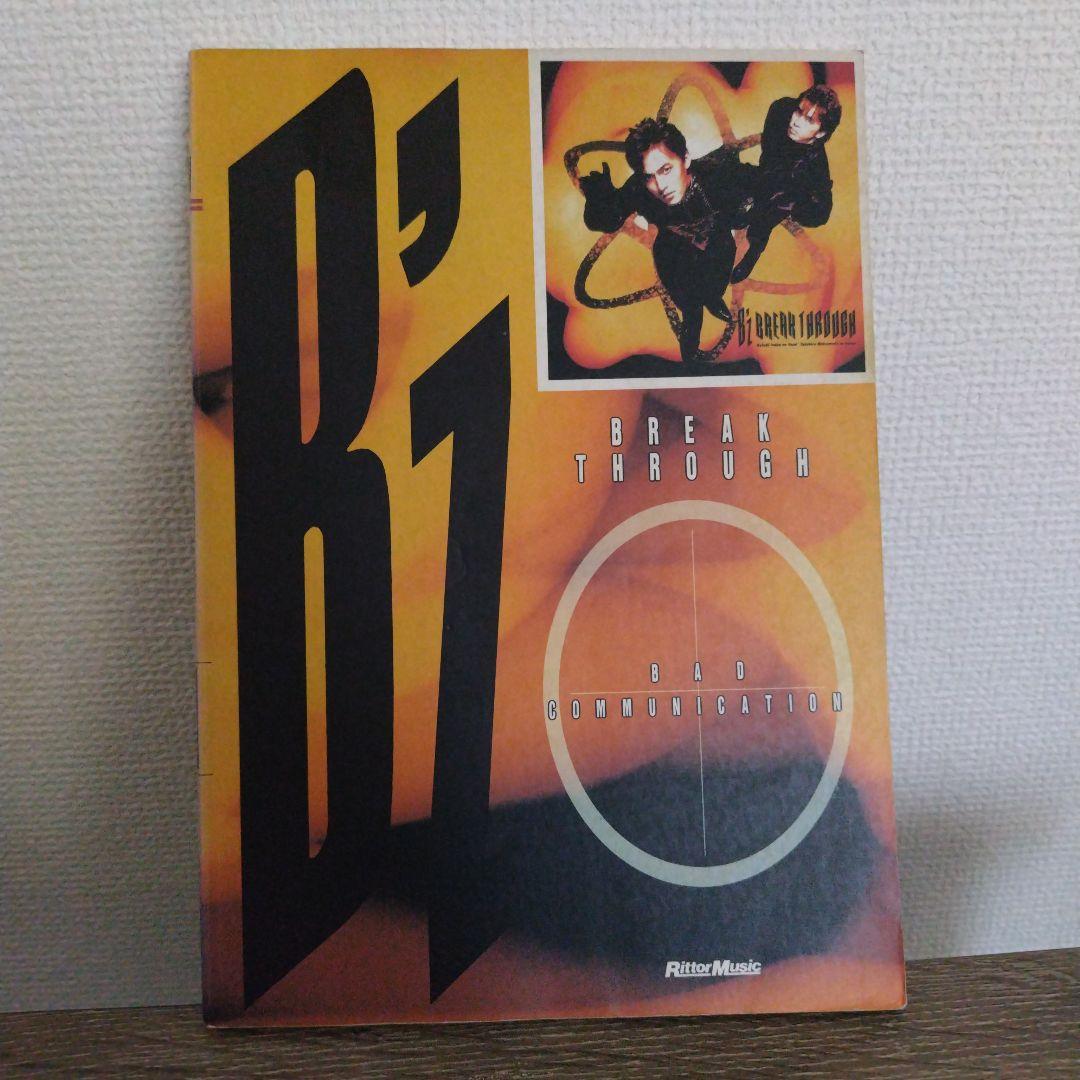 B'z
B'z BREAK THROUGH
BREAK
THROUGH
BAD
COMMUNICATION
RittorMusic